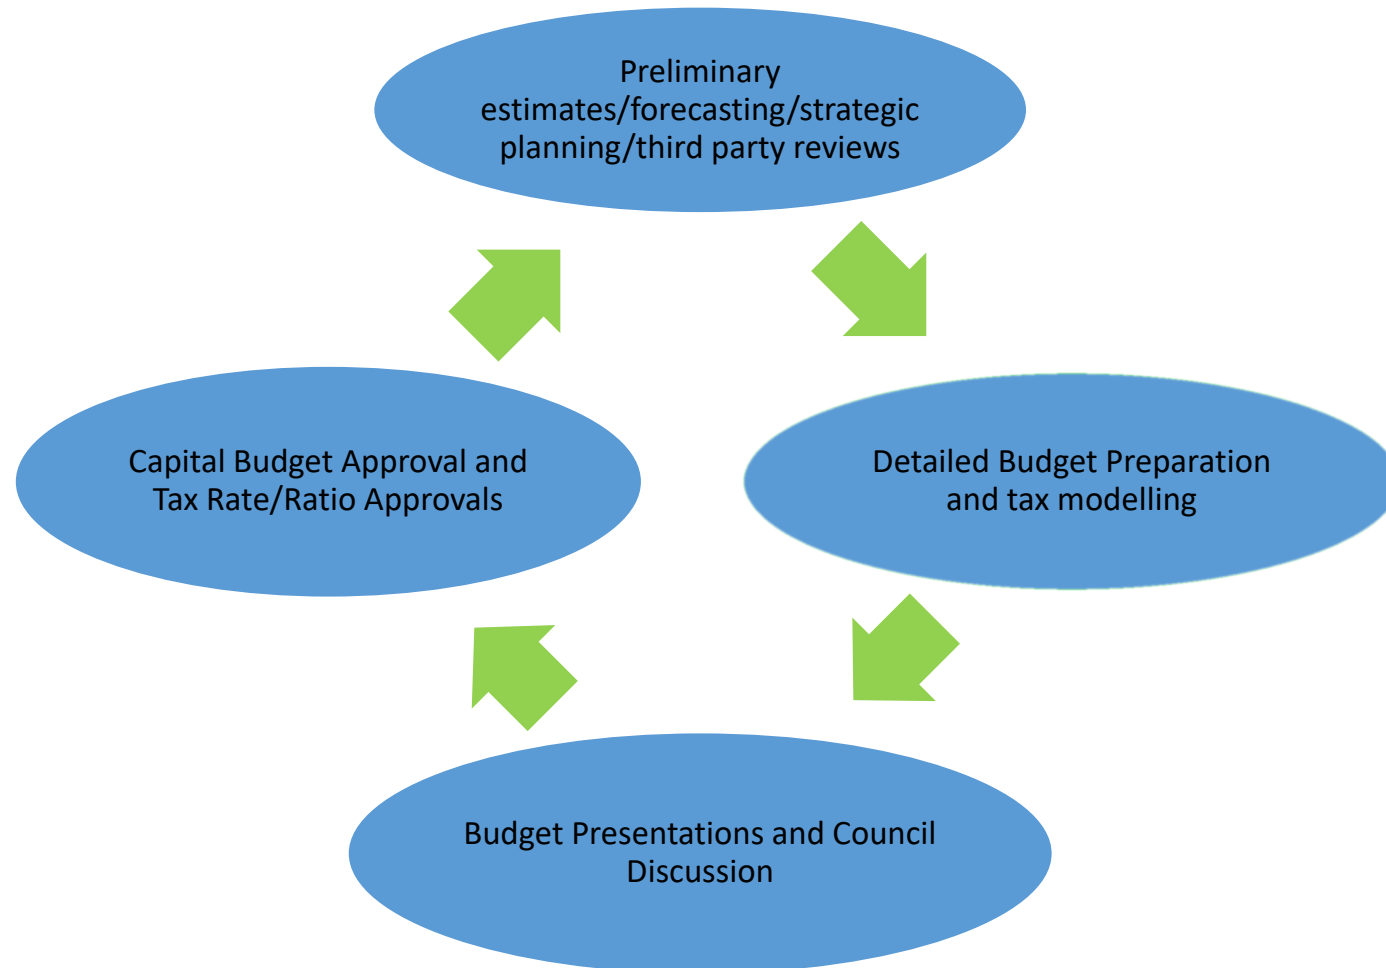 Preliminary
estimates/forecasting/strategic
planning/third party reviews
Capital Budget Approval and
Tax Rate/Ratio Approvals
Detailed Budget Preparation
and tax modelling
Budget Presentations and Council
Discussion